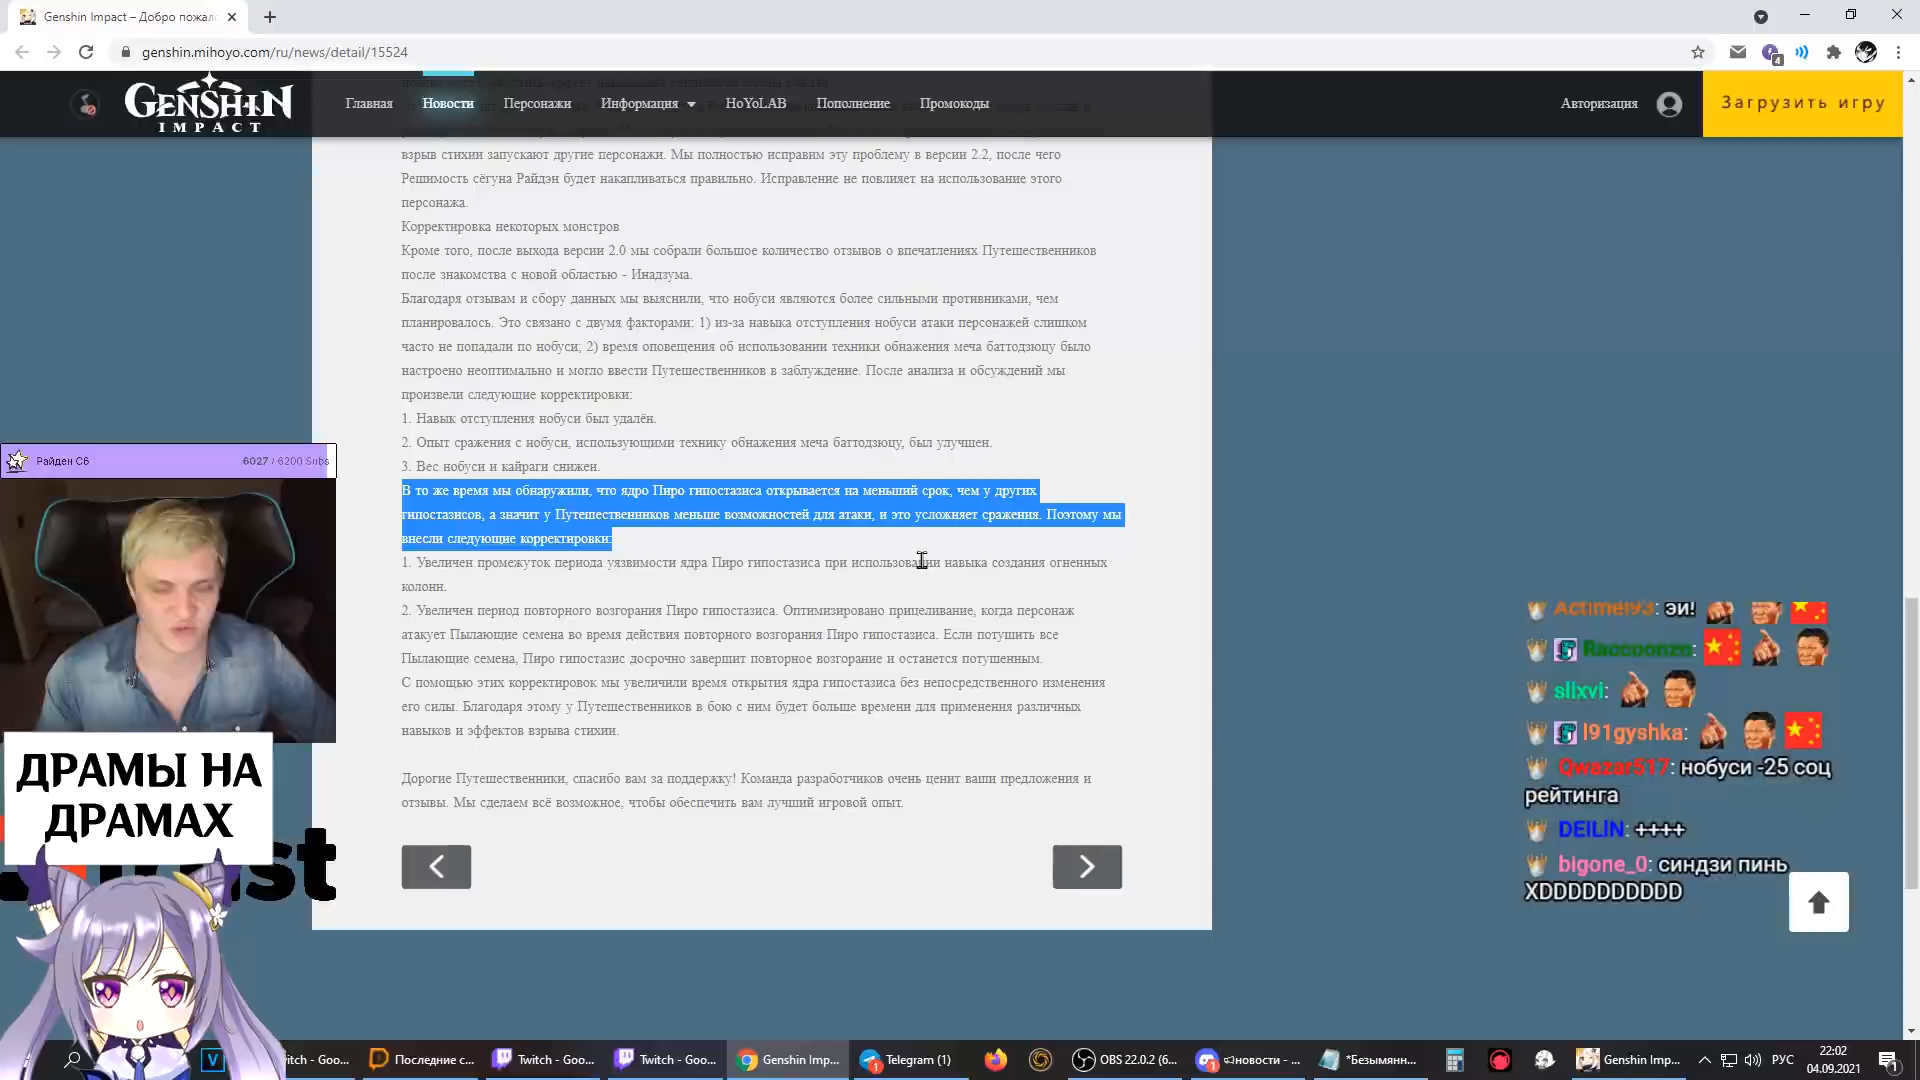 Genshin Impact – Добро пожал
genshin.mihoyo.com/ru/news/detail/15524
4
GENSHIN
IMPACT
Главная
Новости
Персонажи
Информация
HoYoLAB
Пополнение
Промокоды
Авторизация
Загрузить игру
взрыв стихии запускают другие персонажи. Мы полностью исправим эту проблему в версии 2.2, после чего
Решимость сёгуна Райдэн будет накапливаться правильно. Исправление не повлияет на использование этого
персонажа.
Корректировка некоторых монстров
Кроме того, после выхода версии 2.0 мы собрали большое количество отзывов о впечатлениях Путешественников
после знакомства с новой областью - Инадзума.
Благодаря отзывам и сбору данных мы выяснили, что нобуси являются более сильными противниками, чем
планировалось. Это связано с двумя факторами: 1) из-за навыка отступления нобуси атаки персонажей слишком
часто не попадали по нобуси; 2) время оповещения об использовании техники обнажения меча баттодзюцу было
настроено неоптимально и могло ввести Путешественников в заблуждение. После анализа и обсуждений мы
произвели следующие корректировки:
1. Навык отступления нобуси был удалён.
2. Опыт сражения с нобуси, использующими технику обнажения меча баттодзюцу, был улучшен.
3. Вес нобуси и кайраги снижен.
В то же время мы обнаружили, что ядро Пиро гипостазиса открывается на меньший срок, чем у других
гипостазисов, а значит у Путешественников меньше возможностей для атаки, и это усложняет сражения. Поэтому мы
внесли следующие корректировки:
1. Увеличен промежуток периода уязвимости ядра Пиро гипостазиса при использовании навыка создания огненных
колонн.
2. Увеличен период повторного возгорания Пиро гипостазиса. Оптимизировано прицеливание, когда персонаж
атакует Пылающие семена во время действия повторного возгорания Пиро гипостазиса. Если потушить все
Пылающие семена, Пиро гипостазис досрочно завершит повторное возгорание и останется потушенным.
С помощью этих корректировок мы увеличили время открытия ядра гипостазиса без непосредственного изменения
его силы. Благодаря этому у Путешественников в бою с ним будет больше времени для применения различных
навыков и эффектов взрыва стихии.
Дорогие Путешественники, спасибо вам за поддержку! Команда разработчиков очень ценит ваши предложения и
отзывы. Мы сделаем всё возможное, чтобы обеспечить вам лучший игровой опыт.
Райден С6
6027 / 6200 Subs
ДРАМЫ НА
ДРАМАХ
st
Actimel93: эй!
Raccoonzo:
sllxvi:
l91gyshka:
Qwazar517: нобуси -25 соц
рейтинга
DEILIN: ++++
bigone_0: синдзи пинь
XDDDDDDDDDD
itch - Goo...
Последние с...
Twitch - Goo...
Twitch - Goo...
Genshin Imp...
Telegram (1)
OBS 22.0.2 (6...
новости - ...
*Безымянн...
Genshin Imp...
РУС
22:02
04.09.2021